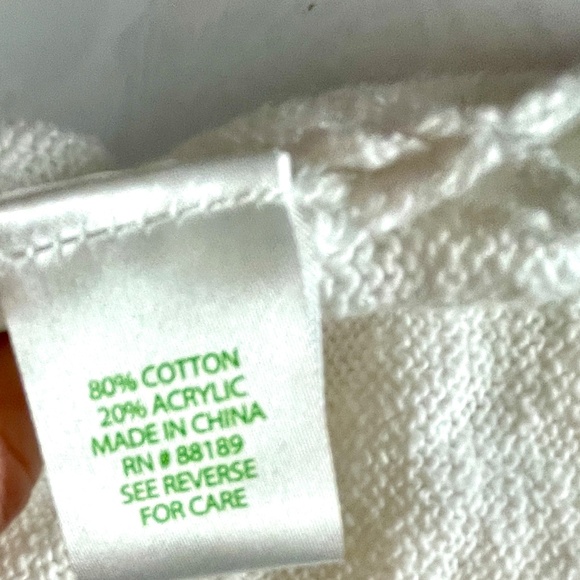 80% COTTON
20% ACRYLIC
MADE IN CHINA
RN # 88189
SEE REVERSE
FOR CARE